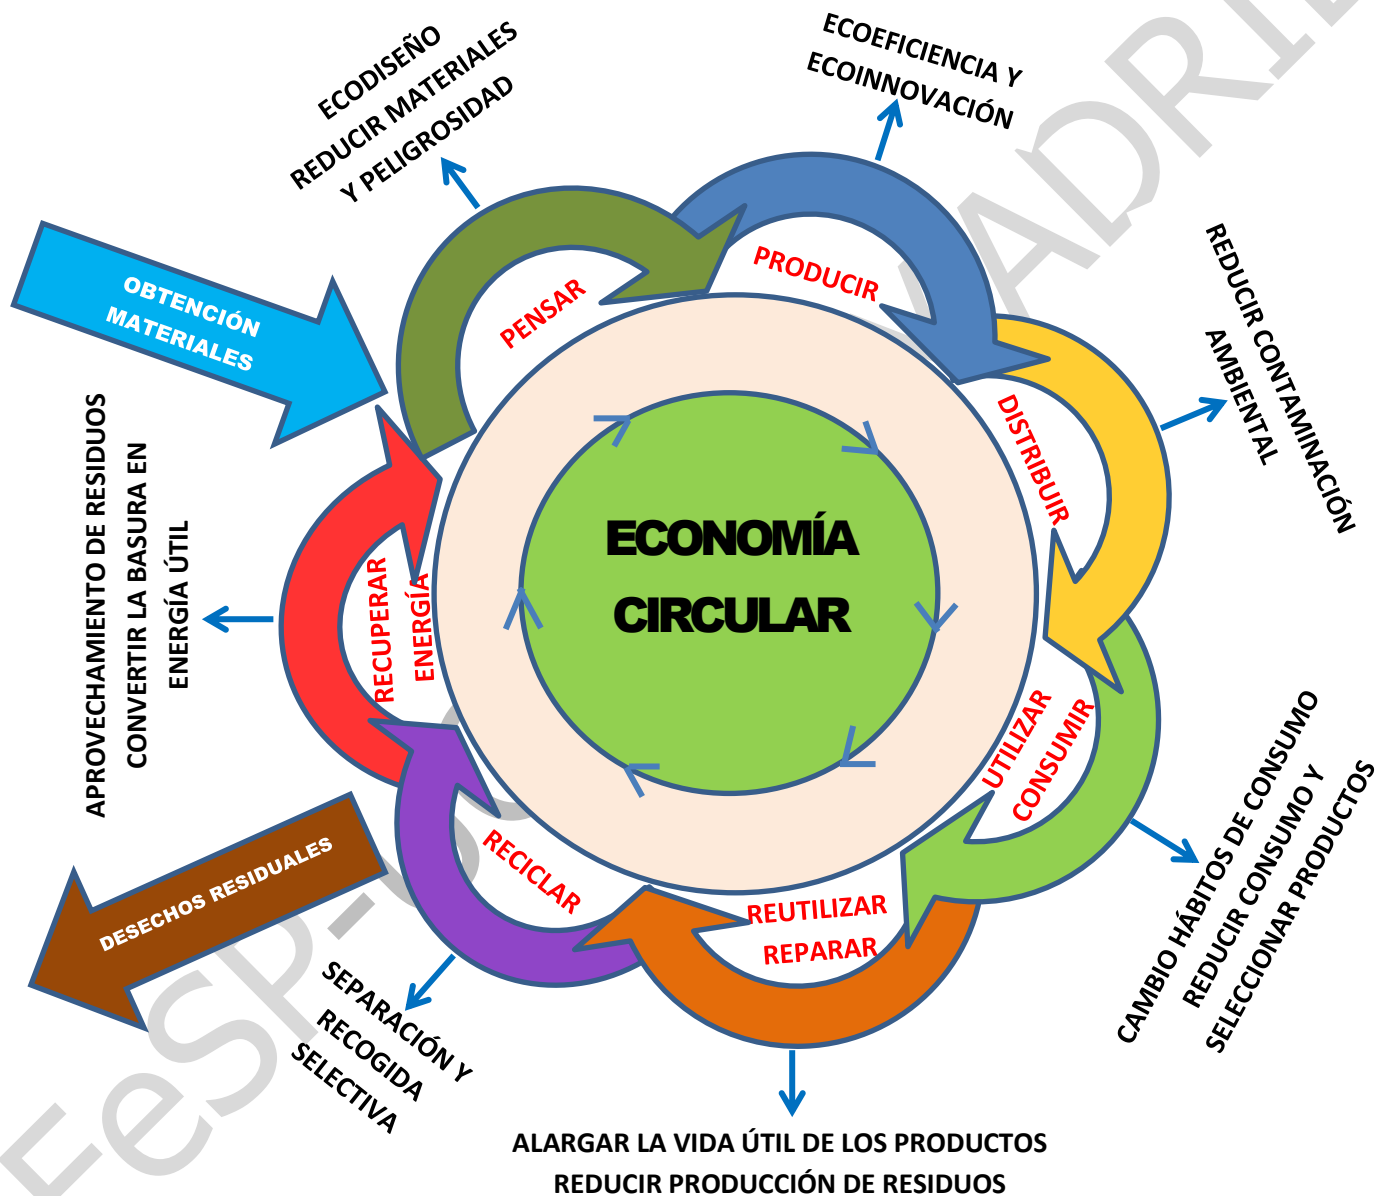 ECODISEÑO
REDUCIR MATERIALES
Y PELIGROSIDAD
ECOEFICIENCIA Y
ECOINNOVACIÓN
REDUCIR CONTAMINACIÓN
AMBIENTAL
OBTENCIÓN
MATERIALES
PENSAR
PRODUCIR
DISTRIBUIR
UTILIZAR
CONSUMIR
REUTILIZAR
REPARAR
RECICLAR
RECUPERAR
ENERGÍA
ECONOMÍA
CIRCULAR
APROVECHAMIENTO DE RESIDUOS
CONVERTIR LA BASURA EN
ENERGÍA ÚTIL
DESECHOS RESIDUALES
SEPARACIÓN Y
RECOGIDA
SELECTIVA
CAMBIO HÁBITOS DE CONSUMO
REDUCIR CONSUMO Y
SELECCIONAR PRODUCTOS
ALARGAR LA VIDA ÚTIL DE LOS PRODUCTOS
REDUCIR PRODUCCIÓN DE RESIDUOS